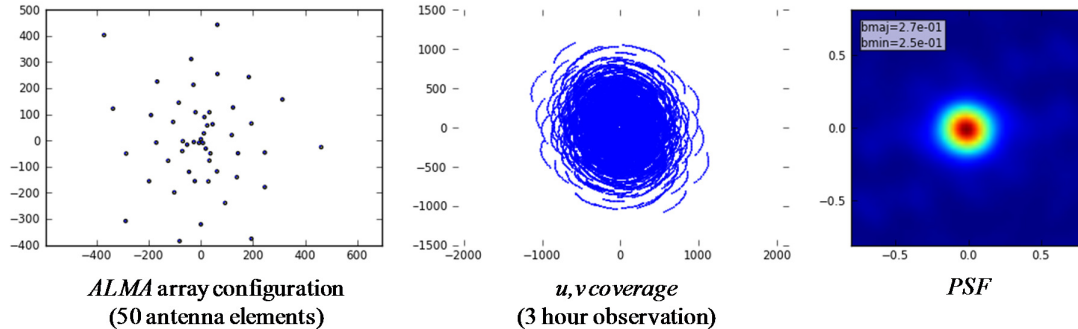 500
400
300
200
100
0
−100
−200
−300
−400
−600 −400 −200 0 200 400 600
ALMA array configuration
(50 antenna elements)
1500
1000
500
0
−500
−1000
−1500
−2000 −1000 0 1000 2000
u,v coverage
(3 hour observation)
bmaj=2.7e-01
bmin=2.5e-01
0.5
0.0
−0.5
−0.5 0.0 0.5
PSF